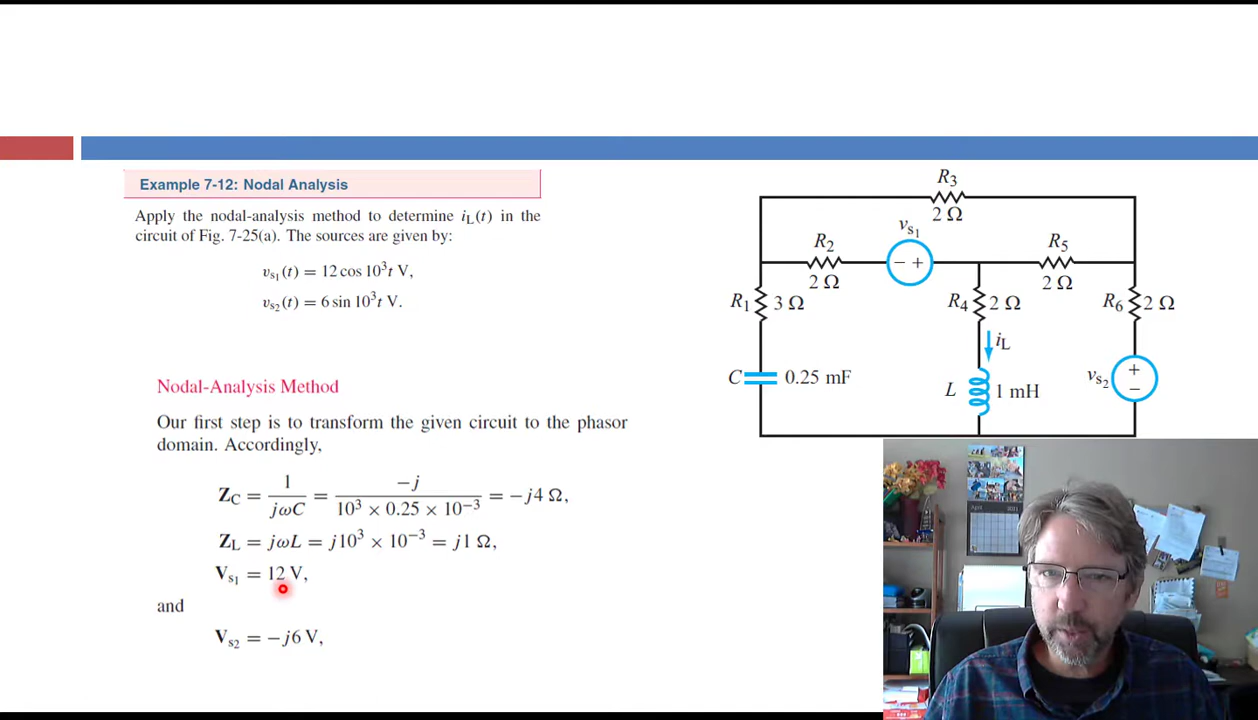 Example 7-12: Nodal Analysis
Apply the nodal-analysis method to determine iL(t) in the
circuit of Fig. 7-25(a). The sources are given by:
vs1(t) = 12 cos 10³t V,
vs2(t) = 6 sin 10³t V.
Nodal-Analysis Method
Our first step is to transform the given circuit to the phasor
domain. Accordingly,
ZC = 1/jωC = −j/(10³ × 0.25 × 10⁻³) = −j4 Ω,
ZL = jωL = j10³ × 10⁻³ = j1 Ω,
Vs1 = 12 V,
and
Vs2 = −j6 V,
R3
2 Ω
vs1
R2
− +
R5
2 Ω
2 Ω
R1 3 Ω
R4 2 Ω
R6 2 Ω
iL
C 0.25 mF
L 1 mH
vs2
+
−